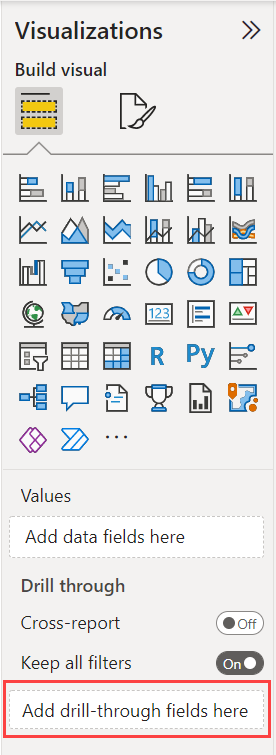 Visualizations
Build visual
123
R Py
Values
Add data fields here
Drill through
Cross-report Off
Keep all filters On
Add drill-through fields here